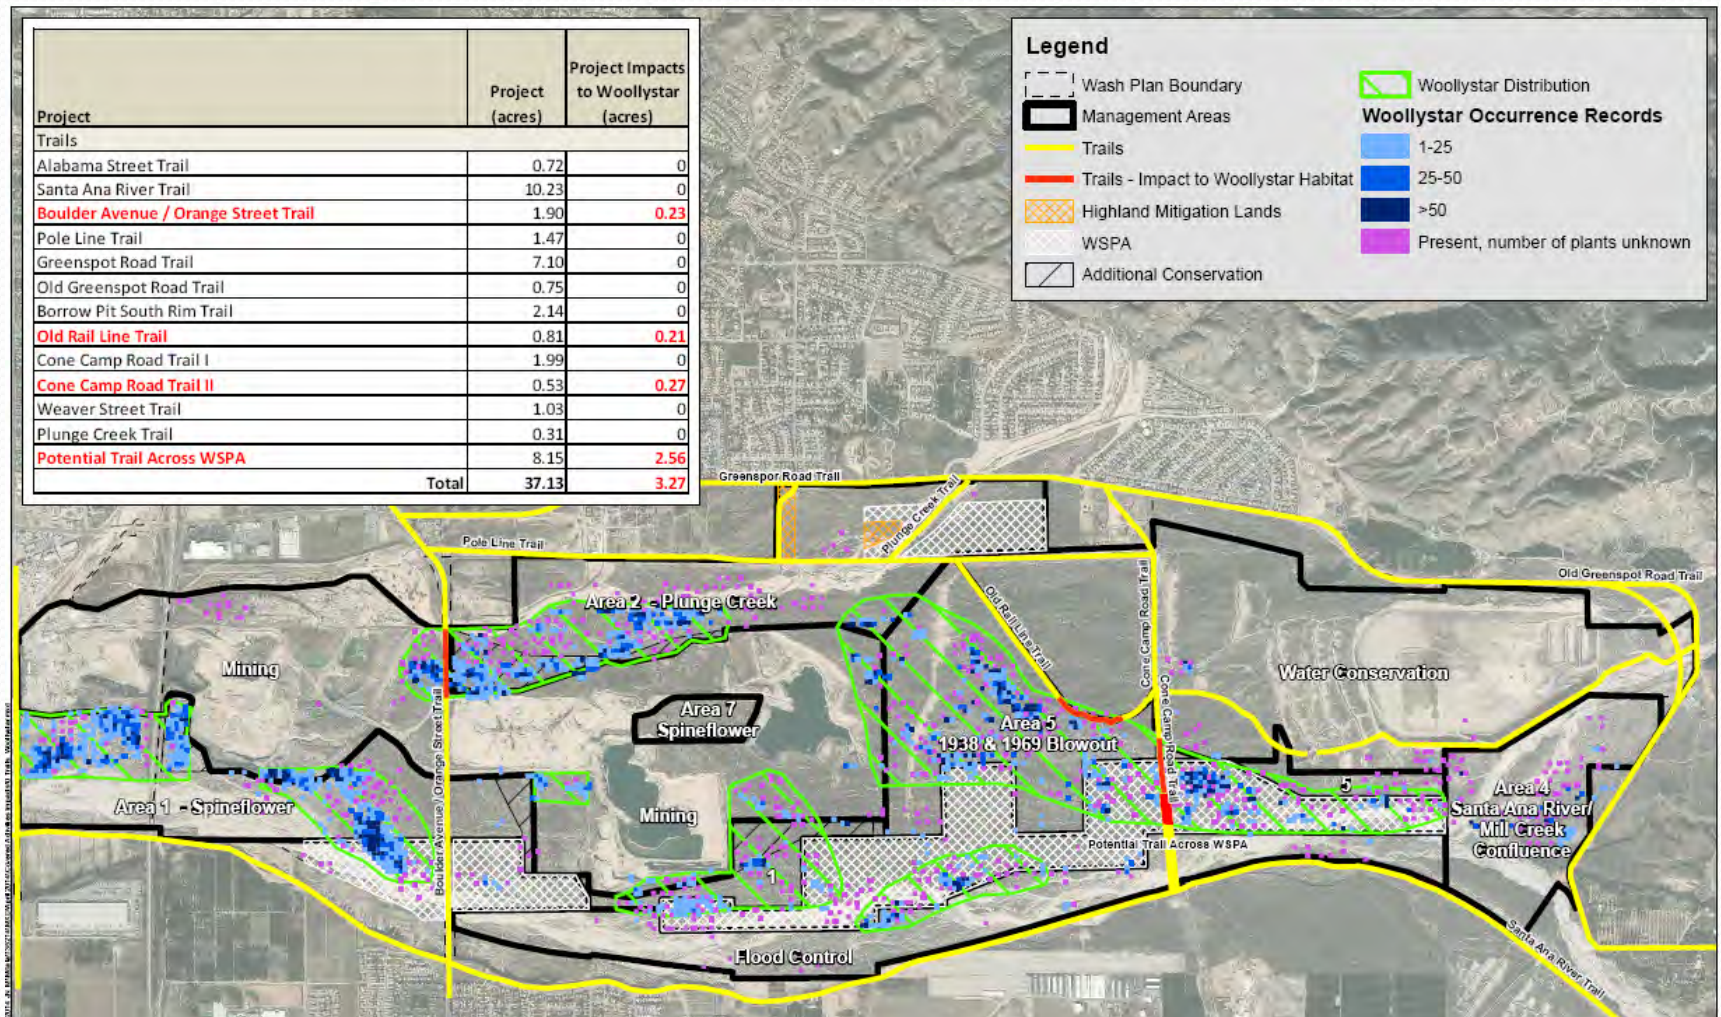 Project
Project (acres)
Project Impacts to Woollystar (acres)
Trails
Alabama Street Trail 0.72 0
Santa Ana River Trail 10.23 0
Boulder Avenue / Orange Street Trail 1.90 0.23
Pole Line Trail 1.47 0
Greenspot Road Trail 7.10 0
Old Greenspot Road Trail 0.75 0
Borrow Pit South Rim Trail 2.14 0
Old Rail Line Trail 0.81 0.21
Cone Camp Road Trail I 1.99 0
Cone Camp Road Trail II 0.53 0.27
Weaver Street Trail 1.03 0
Plunge Creek Trail 0.31 0
Potential Trail Across WSPA 8.15 2.56
Total 37.13 3.27
Legend
Wash Plan Boundary
Management Areas
Trails
Trails - Impact to Woollystar Habitat
Highland Mitigation Lands
WSPA
Additional Conservation
Woollystar Distribution
Woollystar Occurrence Records
1-25
25-50
>50
Present, number of plants unknown
Greenspor Road Trail
Plunge Creek Trail
Pole Line Trail
Old Greenspot Road Trail
Area 2 - Plunge Creek
Old Rail Line Trail
Cone Camp Road Trail
Cone Camp Road Trail
Mining
Water Conservation
Boulder Avenue / Orange Street Trail
Area 7
Spineflower
Area 5
1938 & 1969 Blowout
5
Area 4
Santa Ana River/
Mill Creek
Confluence
Area 1 - Spineflower
Mining
Potential Trail Across WSPA
1
Flood Control
Santa Ana River Trail